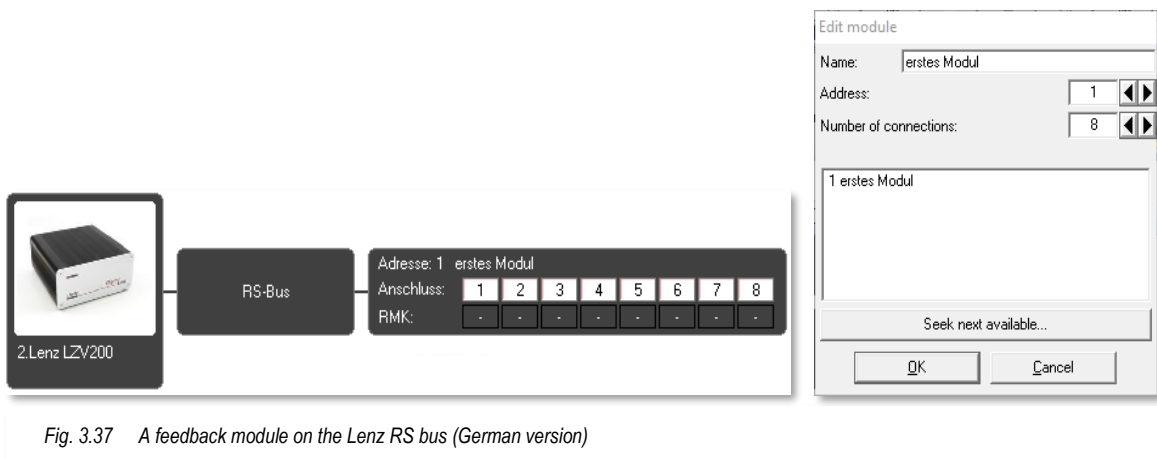 Edit module
Name: erstes Modul
Address: 1
Number of connections: 8
1 erstes Modul
Seek next available...
OK Cancel
2.Lenz LZV200
RS-Bus
Adresse: 1 erstes Modul
Anschluss: 1 2 3 4 5 6 7 8
RMK: - - - - - - - -
Fig. 3.37 A feedback module on the Lenz RS bus (German version)